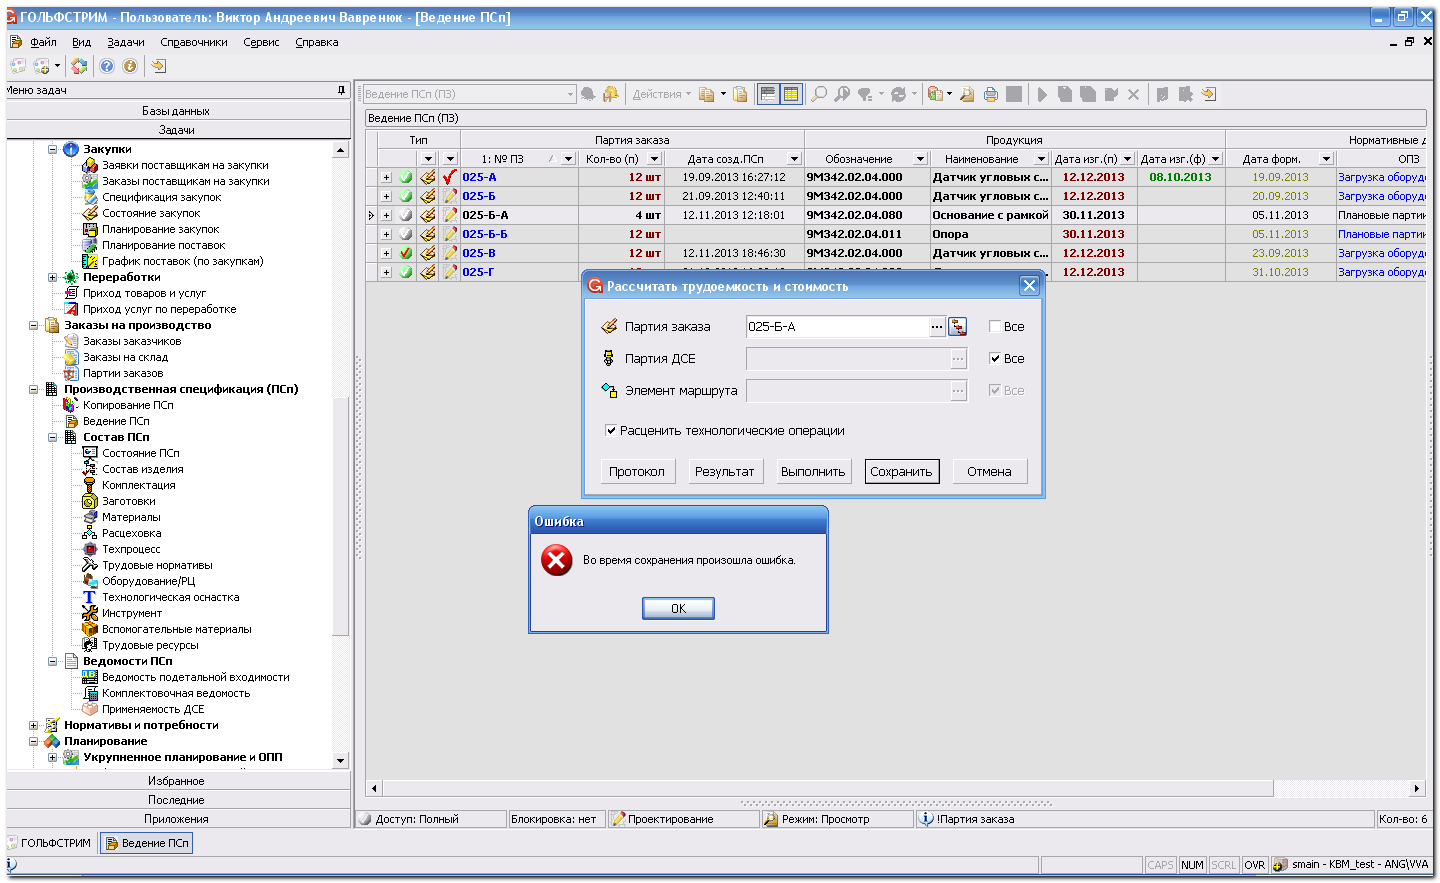 ГОЛЬФСТРИМ - Пользователь: Виктор Андреевич Вавренюк - [Ведение ПСп]
Файл Вид Задачи Справочники Сервис Справка
Меню задач
Базы данных
Задачи
Закупки
Заявки поставщикам на закупки
Заказы поставщикам на закупки
Спецификация закупок
Состояние закупок
Планирование закупок
Планирование поставок
График поставок (по закупкам)
Переработки
Приход товаров и услуг
Приход услуг по переработке
Заказы на производство
Заказы заказчиков
Заказы на склад
Партии заказов
Производственная спецификация (ПСп)
Копирование ПСп
Ведение ПСп
Состав ПСп
Состояние ПСп
Состав изделия
Комплектация
Заготовки
Материалы
Расцеховка
Техпроцесс
Трудовые нормативы
Оборудование/РЦ
Технологическая оснастка
Инструмент
Вспомогательные материалы
Трудовые ресурсы
Ведомости ПСп
Ведомость подетальной входимости
Комплектовочная ведомость
Применяемость ДСЕ
Нормативы и потребности
Планирование
Укрупненное планирование и ОПП
Избранное
Последние
Приложения
Ведение ПСп (ПЗ) Действия
Ведение ПСп (ПЗ)
Тип Партия заказа Продукция Нормативные д
1: № ПЗ Кол-во (п) Дата созд.ПСп Обозначение Наименование Дата изг.(п) Дата изг.(ф) Дата форм. ОПЗ
025-А 12 шт 19.09.2013 16:27:12 9М342.02.04.000 Датчик угловых с... 12.12.2013 08.10.2013 19.09.2013 Загрузка оборуд
025-Б 12 шт 21.09.2013 12:40:11 9М342.02.04.000 Датчик угловых с... 12.12.2013 20.09.2013 Загрузка оборуд
025-Б-А 4 шт 12.11.2013 12:18:01 9М342.02.04.080 Основание с рамкой 30.11.2013 05.11.2013 Плановые партии
025-Б-Б 12 шт 9М342.02.04.011 Опора 30.11.2013 05.11.2013 Плановые партии
025-В 12 шт 12.11.2013 18:46:30 9М342.02.04.000 Датчик угловых с... 12.12.2013 23.09.2013 Загрузка оборуд
025-Г 12.12.2013 31.10.2013 Загрузка оборуд
Рассчитать трудоемкость и стоимость
Партия заказа 025-Б-А ... Все
Партия ДСЕ ... Все
Элемент маршрута ... Все
Расценить технологические операции
Протокол Результат Выполнить Сохранить Отмена
Ошибка
Во время сохранения произошла ошибка.
OK
Доступ: Полный Блокировка: нет Проектирование Режим: Просмотр !Партия заказа Кол-во: 6
ГОЛЬФСТРИМ Ведение ПСп
CAPS NUM SCRL OVR smain - KBM_test - ANG\VVA